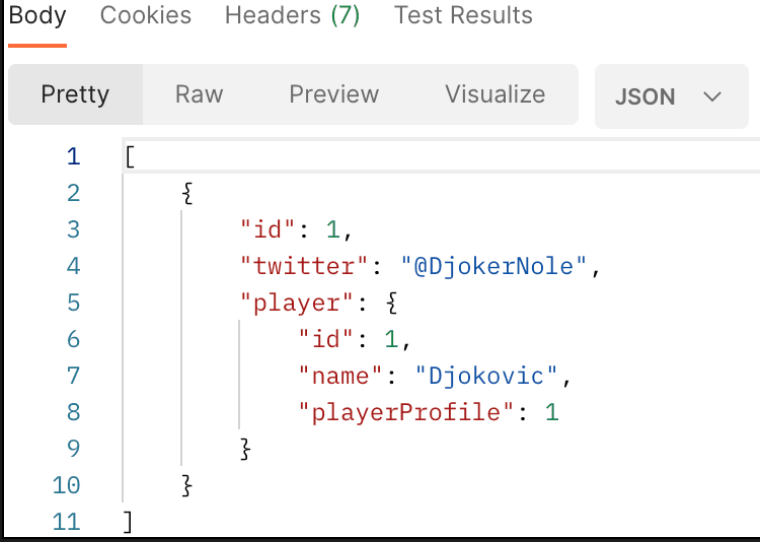 Body Cookies Headers (7) Test Results
Pretty Raw Preview Visualize JSON
1 [
2 {
3 "id": 1,
4 "twitter": "@DjokerNole",
5 "player": {
6 "id": 1,
7 "name": "Djokovic",
8 "playerProfile": 1
9 }
10 }
11 ]